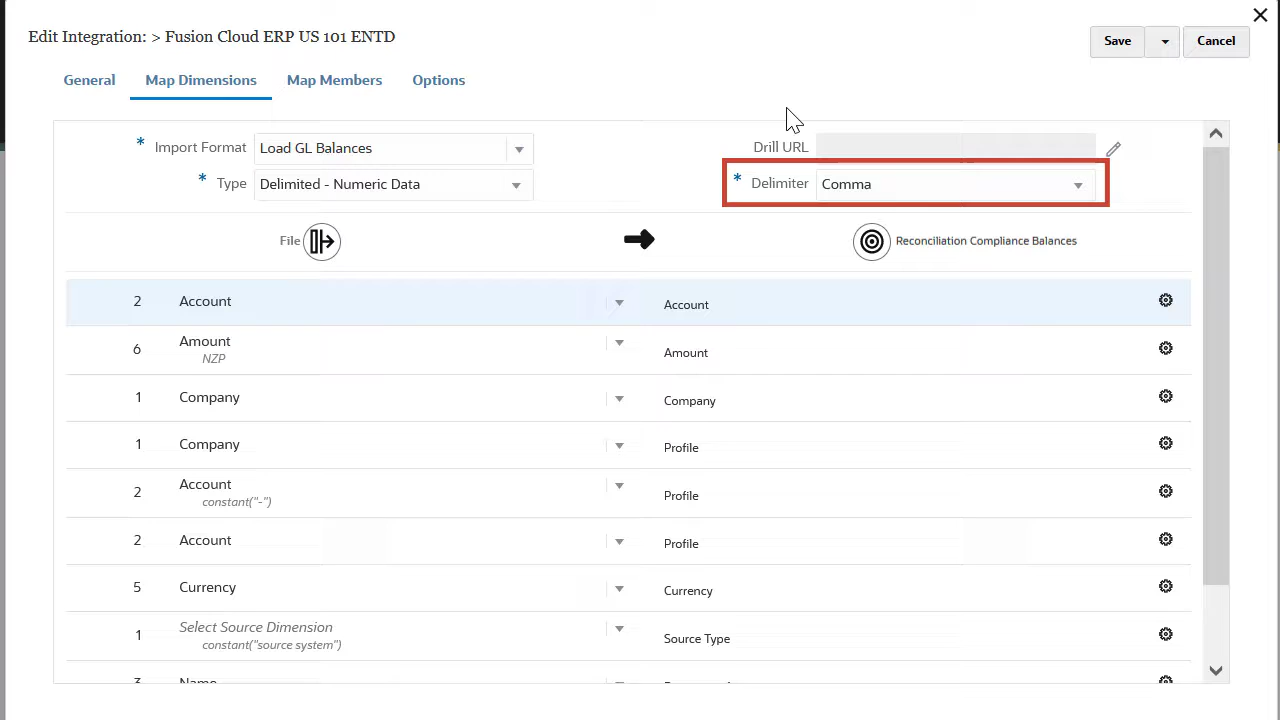 Edit Integration: > Fusion Cloud ERP US 101 ENTD
Save
Cancel
General
Map Dimensions
Map Members
Options
* Import Format
Load GL Balances
Drill URL
* Type
Delimited - Numeric Data
* Delimiter
Comma
File
Reconciliation Compliance Balances
2 Account Account
6 Amount Amount
NZP
1 Company Company
1 Company Profile
2 Account Profile
constant("-")
2 Account Profile
5 Currency Currency
1 Select Source Dimension Source Type
constant("source system")
3 Name